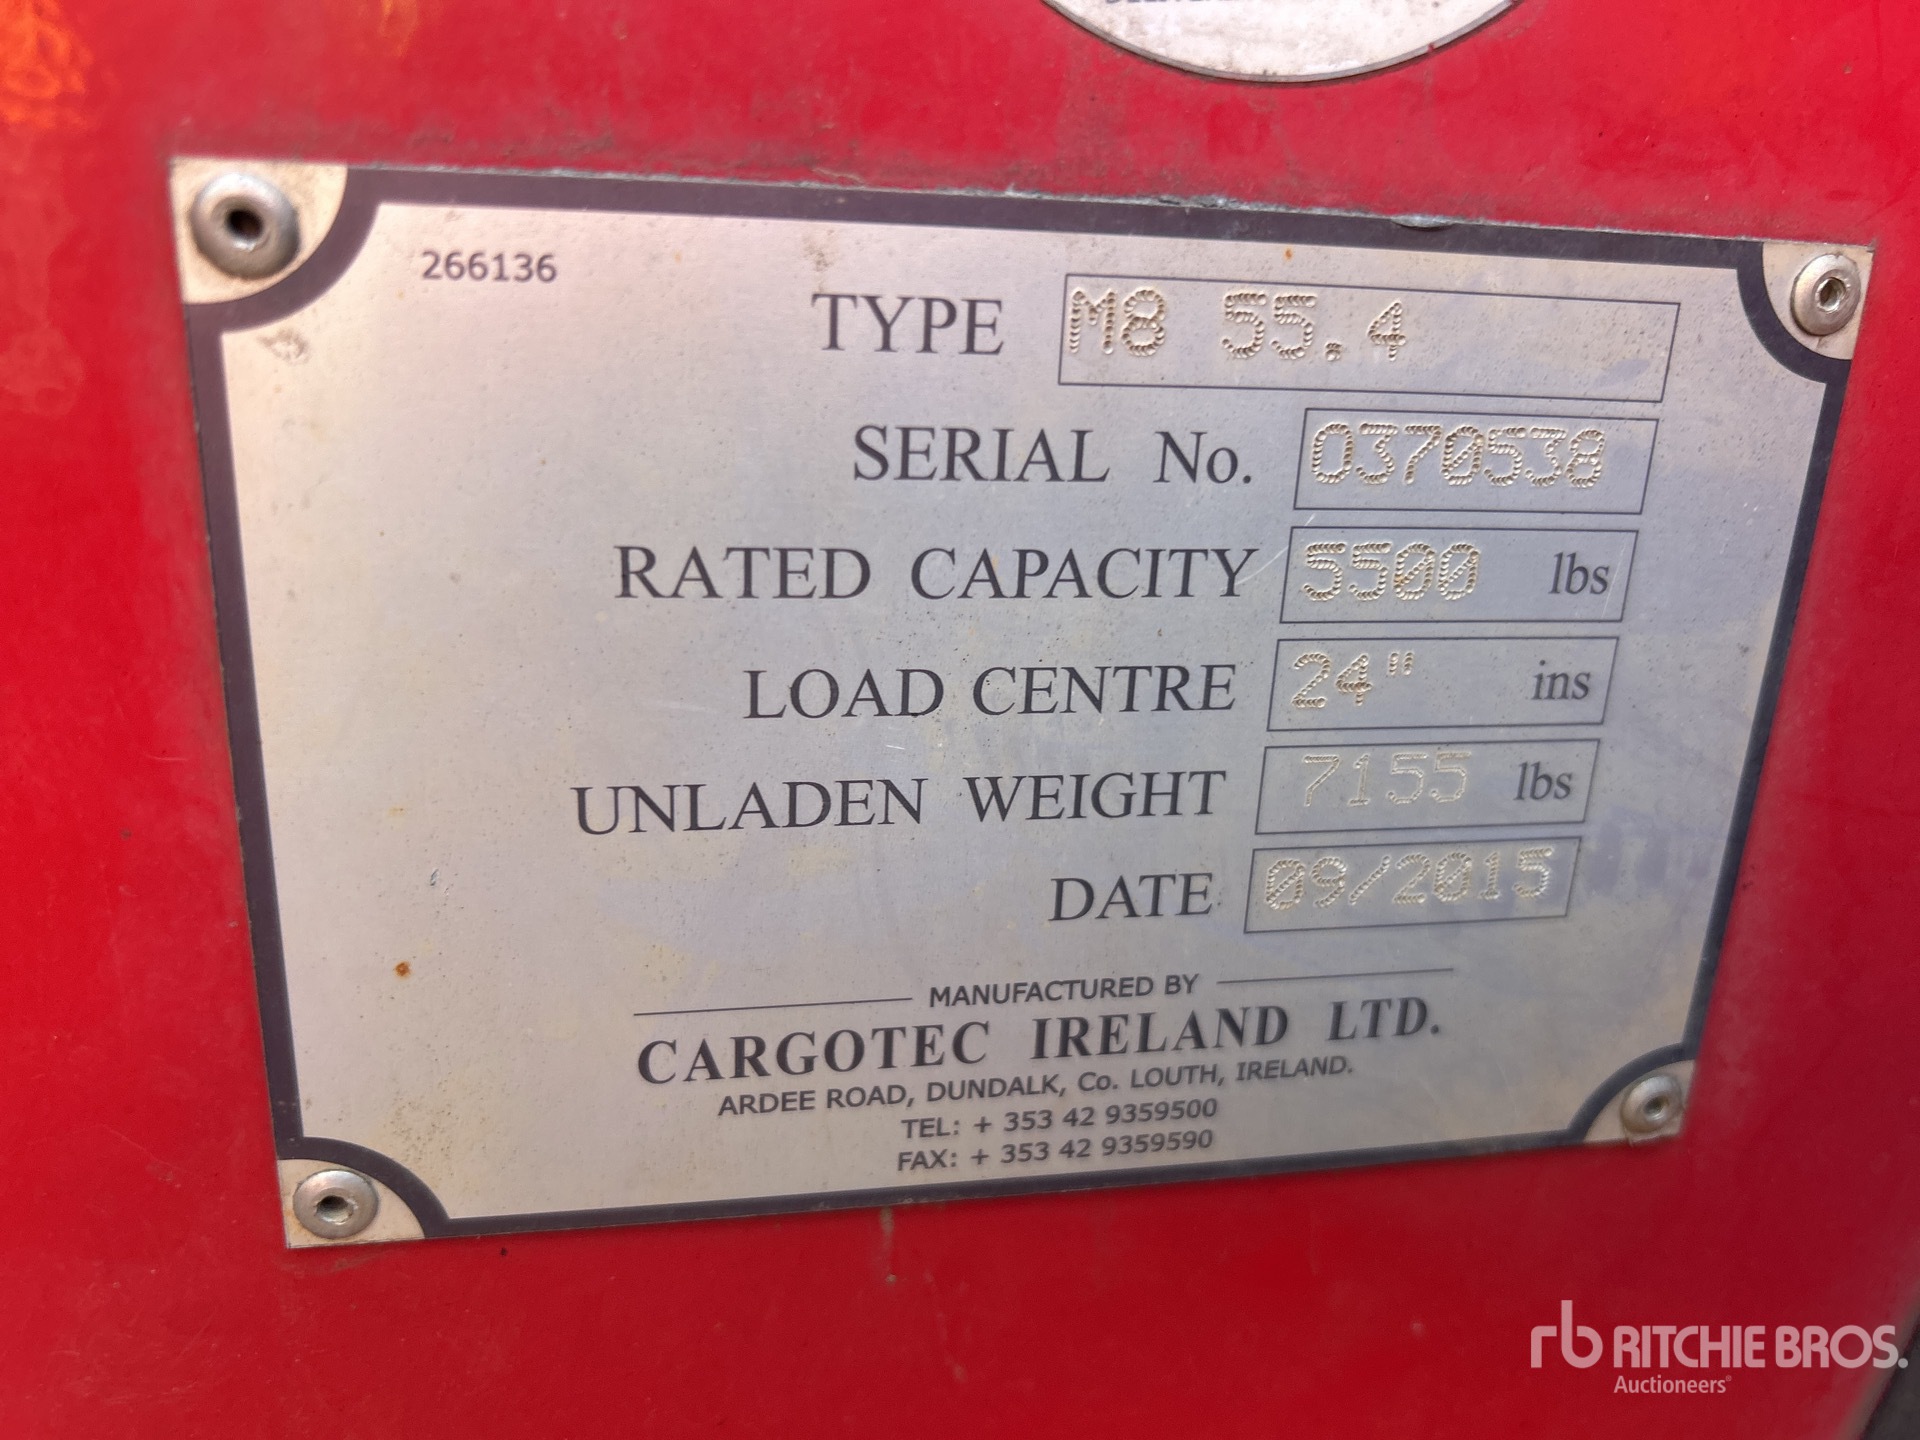 266136
TYPE M8 55.4
SERIAL No. 0370538
RATED CAPACITY 5500 lbs
LOAD CENTRE 24" ins
UNLADEN WEIGHT 7155 lbs
DATE 09/2015
MANUFACTURED BY
CARGOTEC IRELAND LTD.
ARDEE ROAD, DUNDALK, Co. LOUTH, IRELAND.
TEL: + 353 42 9359500
FAX: + 353 42 9359590
rb RITCHIE BROS.
Auctioneers